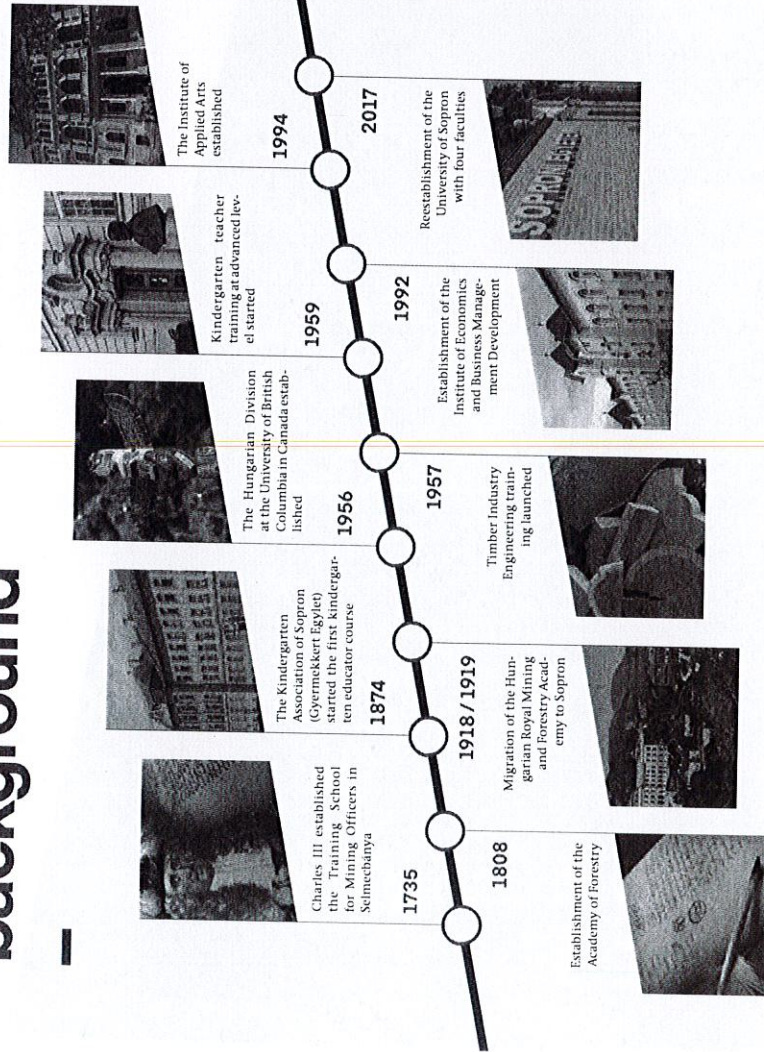 background
Charles III established
the Training School
for Mining Officers in
Selmecbánya
1735
1808
Establishment of the
Academy of Forestry
The Kindergarten
Association of Sopron
(Gyermekkert Egylet)
started the first kindergar-
ten educator course
1874
1918/1919
Migration of the Hun-
garian Royal Mining
and Forestry Acad-
emy to Sopron
The Hungarian Division
at the University of British
Columbia in Canada estab-
lished
1956
1957
Timber Industry
Engineering train-
ing launched
Kindergarten teacher
training at advanced lev-
el started
1959
1992
Establishment of the
Institute of Economics
and Business Manage-
ment Development
The Institute of
Applied Arts
established
1994
2017
Reestablishment of the
University of Sopron
with four faculties
SOPRONI